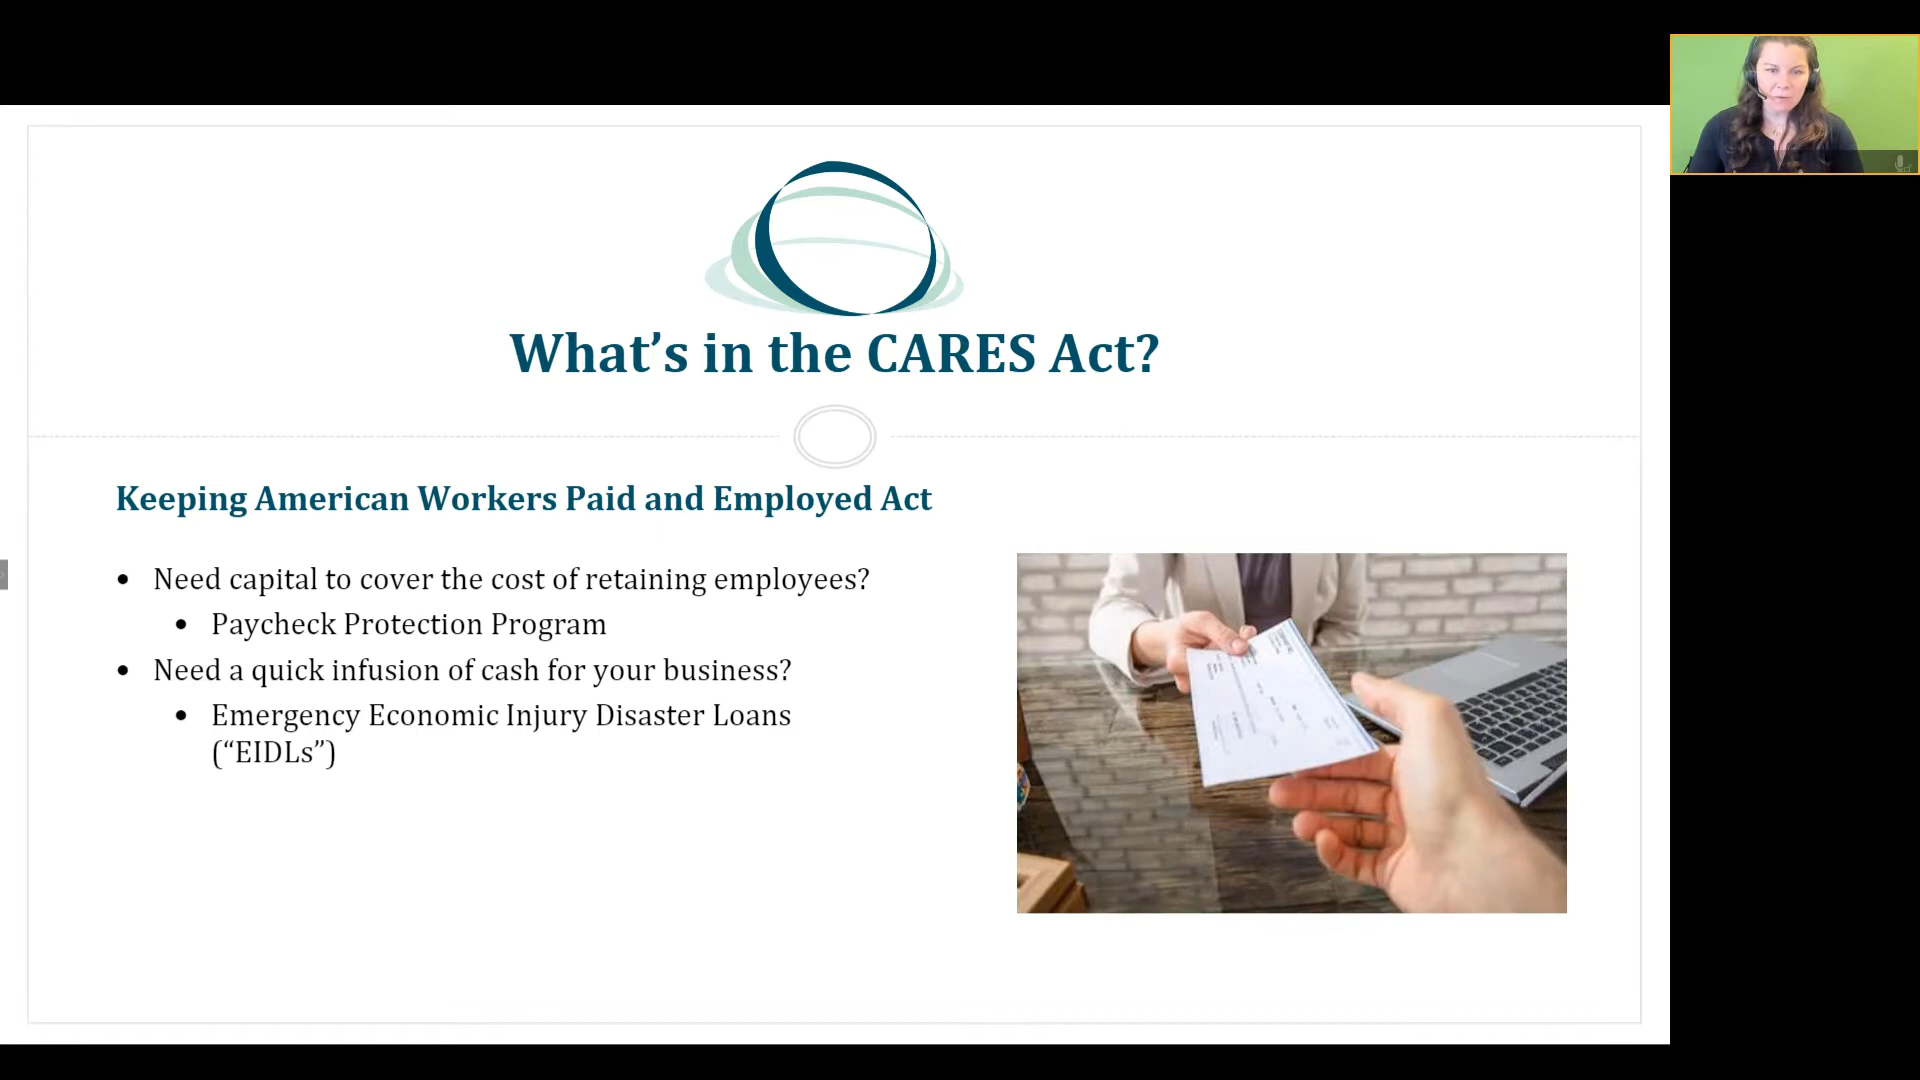 What’s in the CARES Act?
Keeping American Workers Paid and Employed Act
• Need capital to cover the cost of retaining employees?
• Paycheck Protection Program
• Need a quick infusion of cash for your business?
• Emergency Economic Injury Disaster Loans
(“EIDLs”)